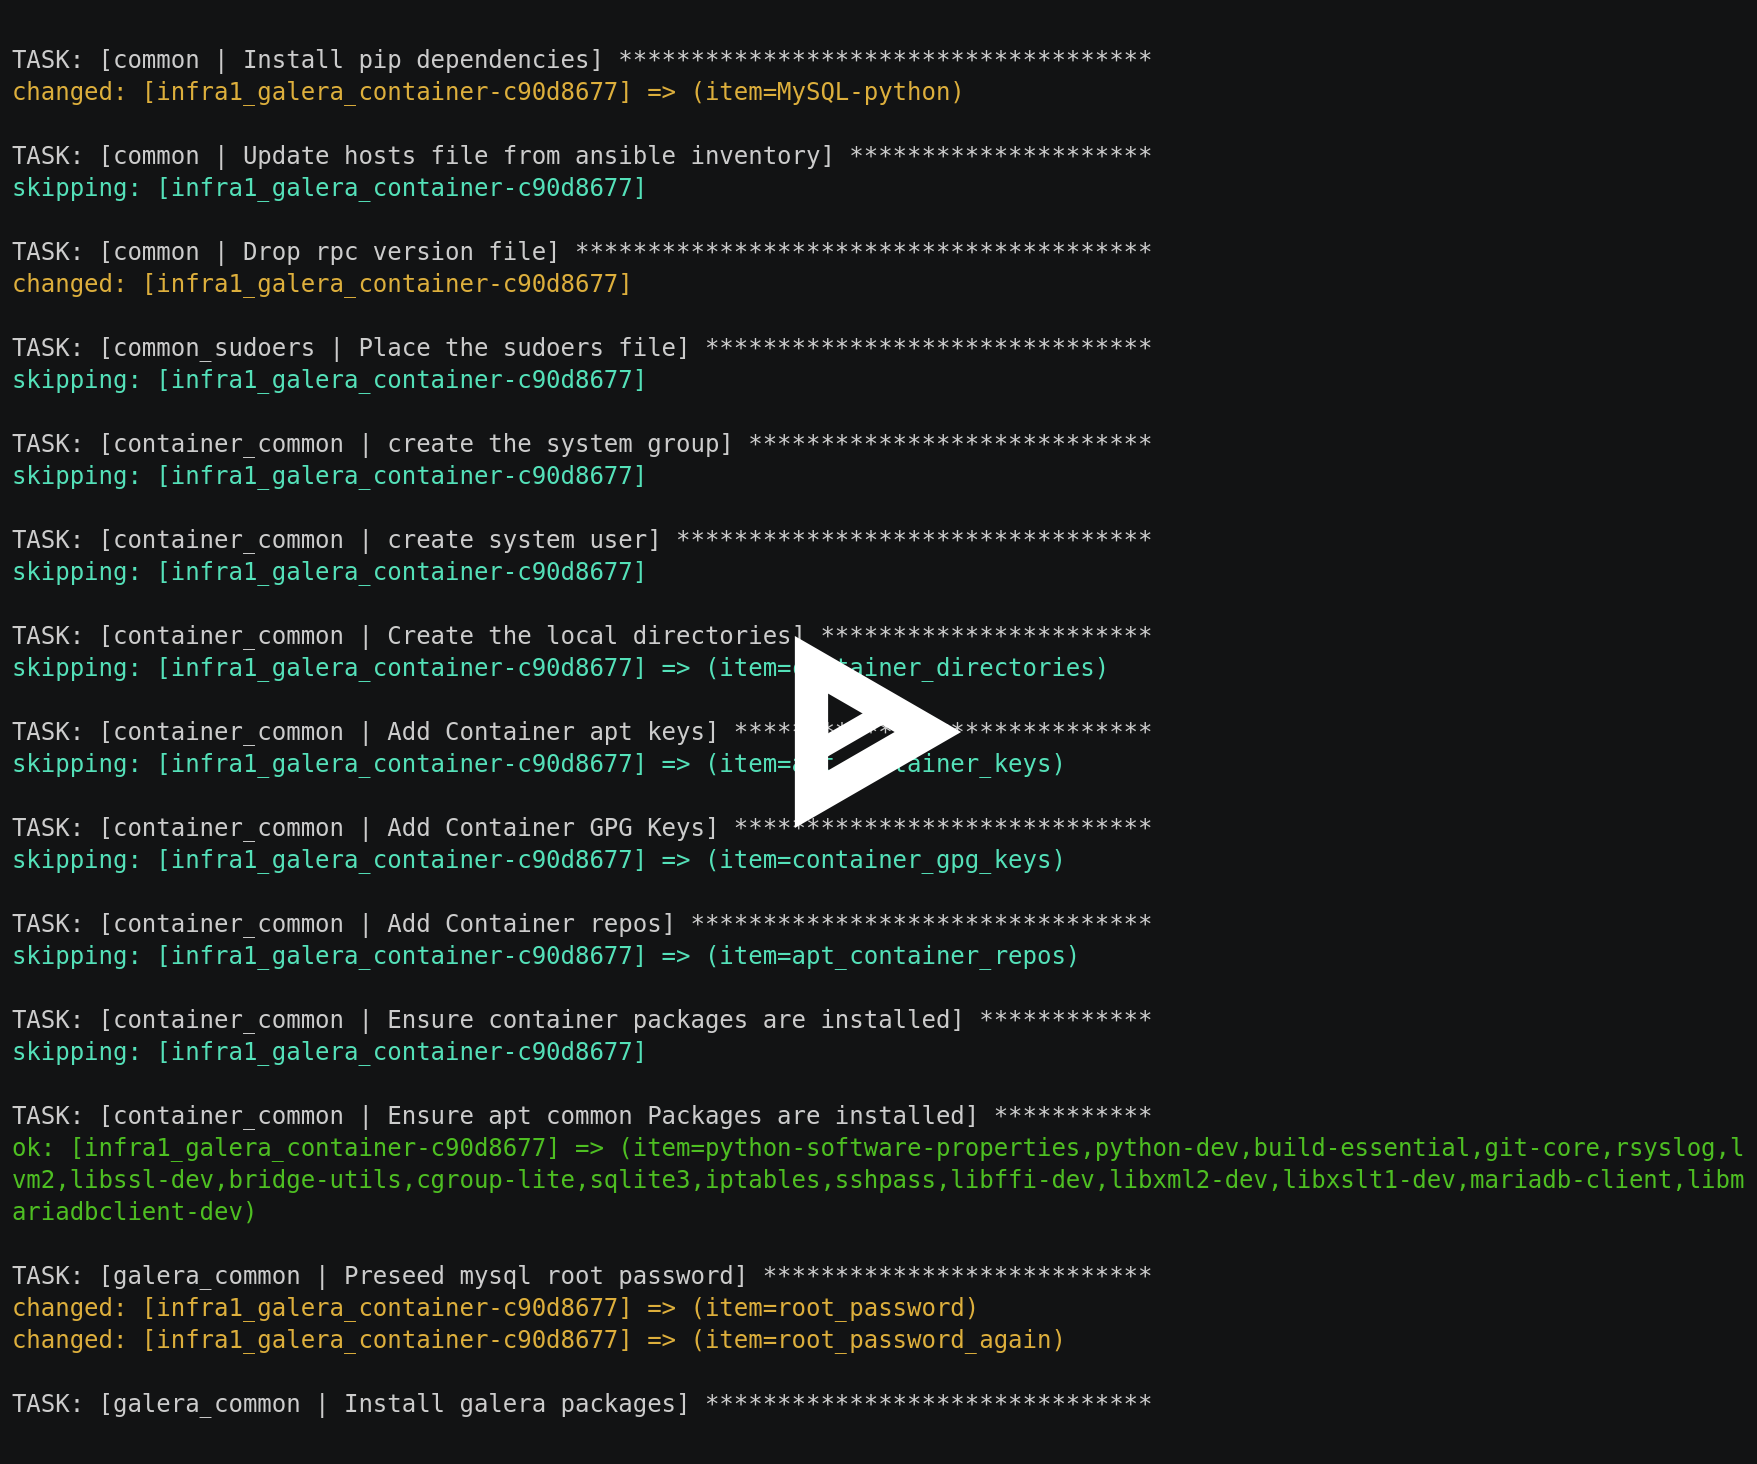 TASK: [common | Install pip dependencies] *************************************
changed: [infra1_galera_container-c90d8677] => (item=MySQL-python)
TASK: [common | Update hosts file from ansible inventory] *********************
skipping: [infra1_galera_container-c90d8677]
TASK: [common | Drop rpc version file] ****************************************
changed: [infra1_galera_container-c90d8677]
TASK: [common_sudoers | Place the sudoers file] *******************************
skipping: [infra1_galera_container-c90d8677]
TASK: [container_common | create the system group] ****************************
skipping: [infra1_galera_container-c90d8677]
TASK: [container_common | create system user] *********************************
skipping: [infra1_galera_container-c90d8677]
TASK: [container_common | Create the local directories] ***********************
skipping: [infra1_galera_container-c90d8677] => (item=container_directories)
TASK: [container_common | Add Container apt keys] *****************************
skipping: [infra1_galera_container-c90d8677] => (item=apt_container_keys)
TASK: [container_common | Add Container GPG Keys] *****************************
skipping: [infra1_galera_container-c90d8677] => (item=container_gpg_keys)
TASK: [container_common | Add Container repos] ********************************
skipping: [infra1_galera_container-c90d8677] => (item=apt_container_repos)
TASK: [container_common | Ensure container packages are installed] ************
skipping: [infra1_galera_container-c90d8677]
TASK: [container_common | Ensure apt common Packages are installed] ***********
ok: [infra1_galera_container-c90d8677] => (item=python-software-properties,python-dev,build-essential,git-core,rsyslog,l
vm2,libssl-dev,bridge-utils,cgroup-lite,sqlite3,iptables,sshpass,libffi-dev,libxml2-dev,libxslt1-dev,mariadb-client,libm
ariadbclient-dev)
TASK: [galera_common | Preseed mysql root password] ***************************
changed: [infra1_galera_container-c90d8677] => (item=root_password)
changed: [infra1_galera_container-c90d8677] => (item=root_password_again)
TASK: [galera_common | Install galera packages] *******************************